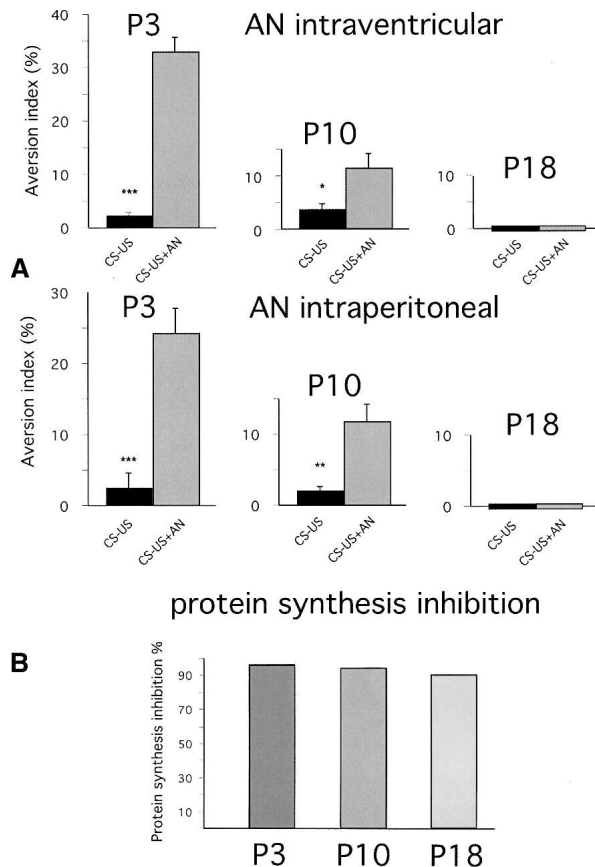 AN intraventricular
P3
P10
P18
Aversion index (%)
40
30
20
10
0
***
CS-US
CS-US+AN
10
0
*
CS-US
CS-US+AN
10
0
CS-US
CS-US+AN
A
AN intraperitoneal
P3
P10
P18
Aversion index (%)
30
20
10
0
***
CS-US
CS-US+AN
10
0
**
CS-US
CS-US+AN
10
0
CS-US
CS-US+AN
protein synthesis inhibition
B
Protein synthesis inhibition %
90
70
50
30
10
P3
P10
P18